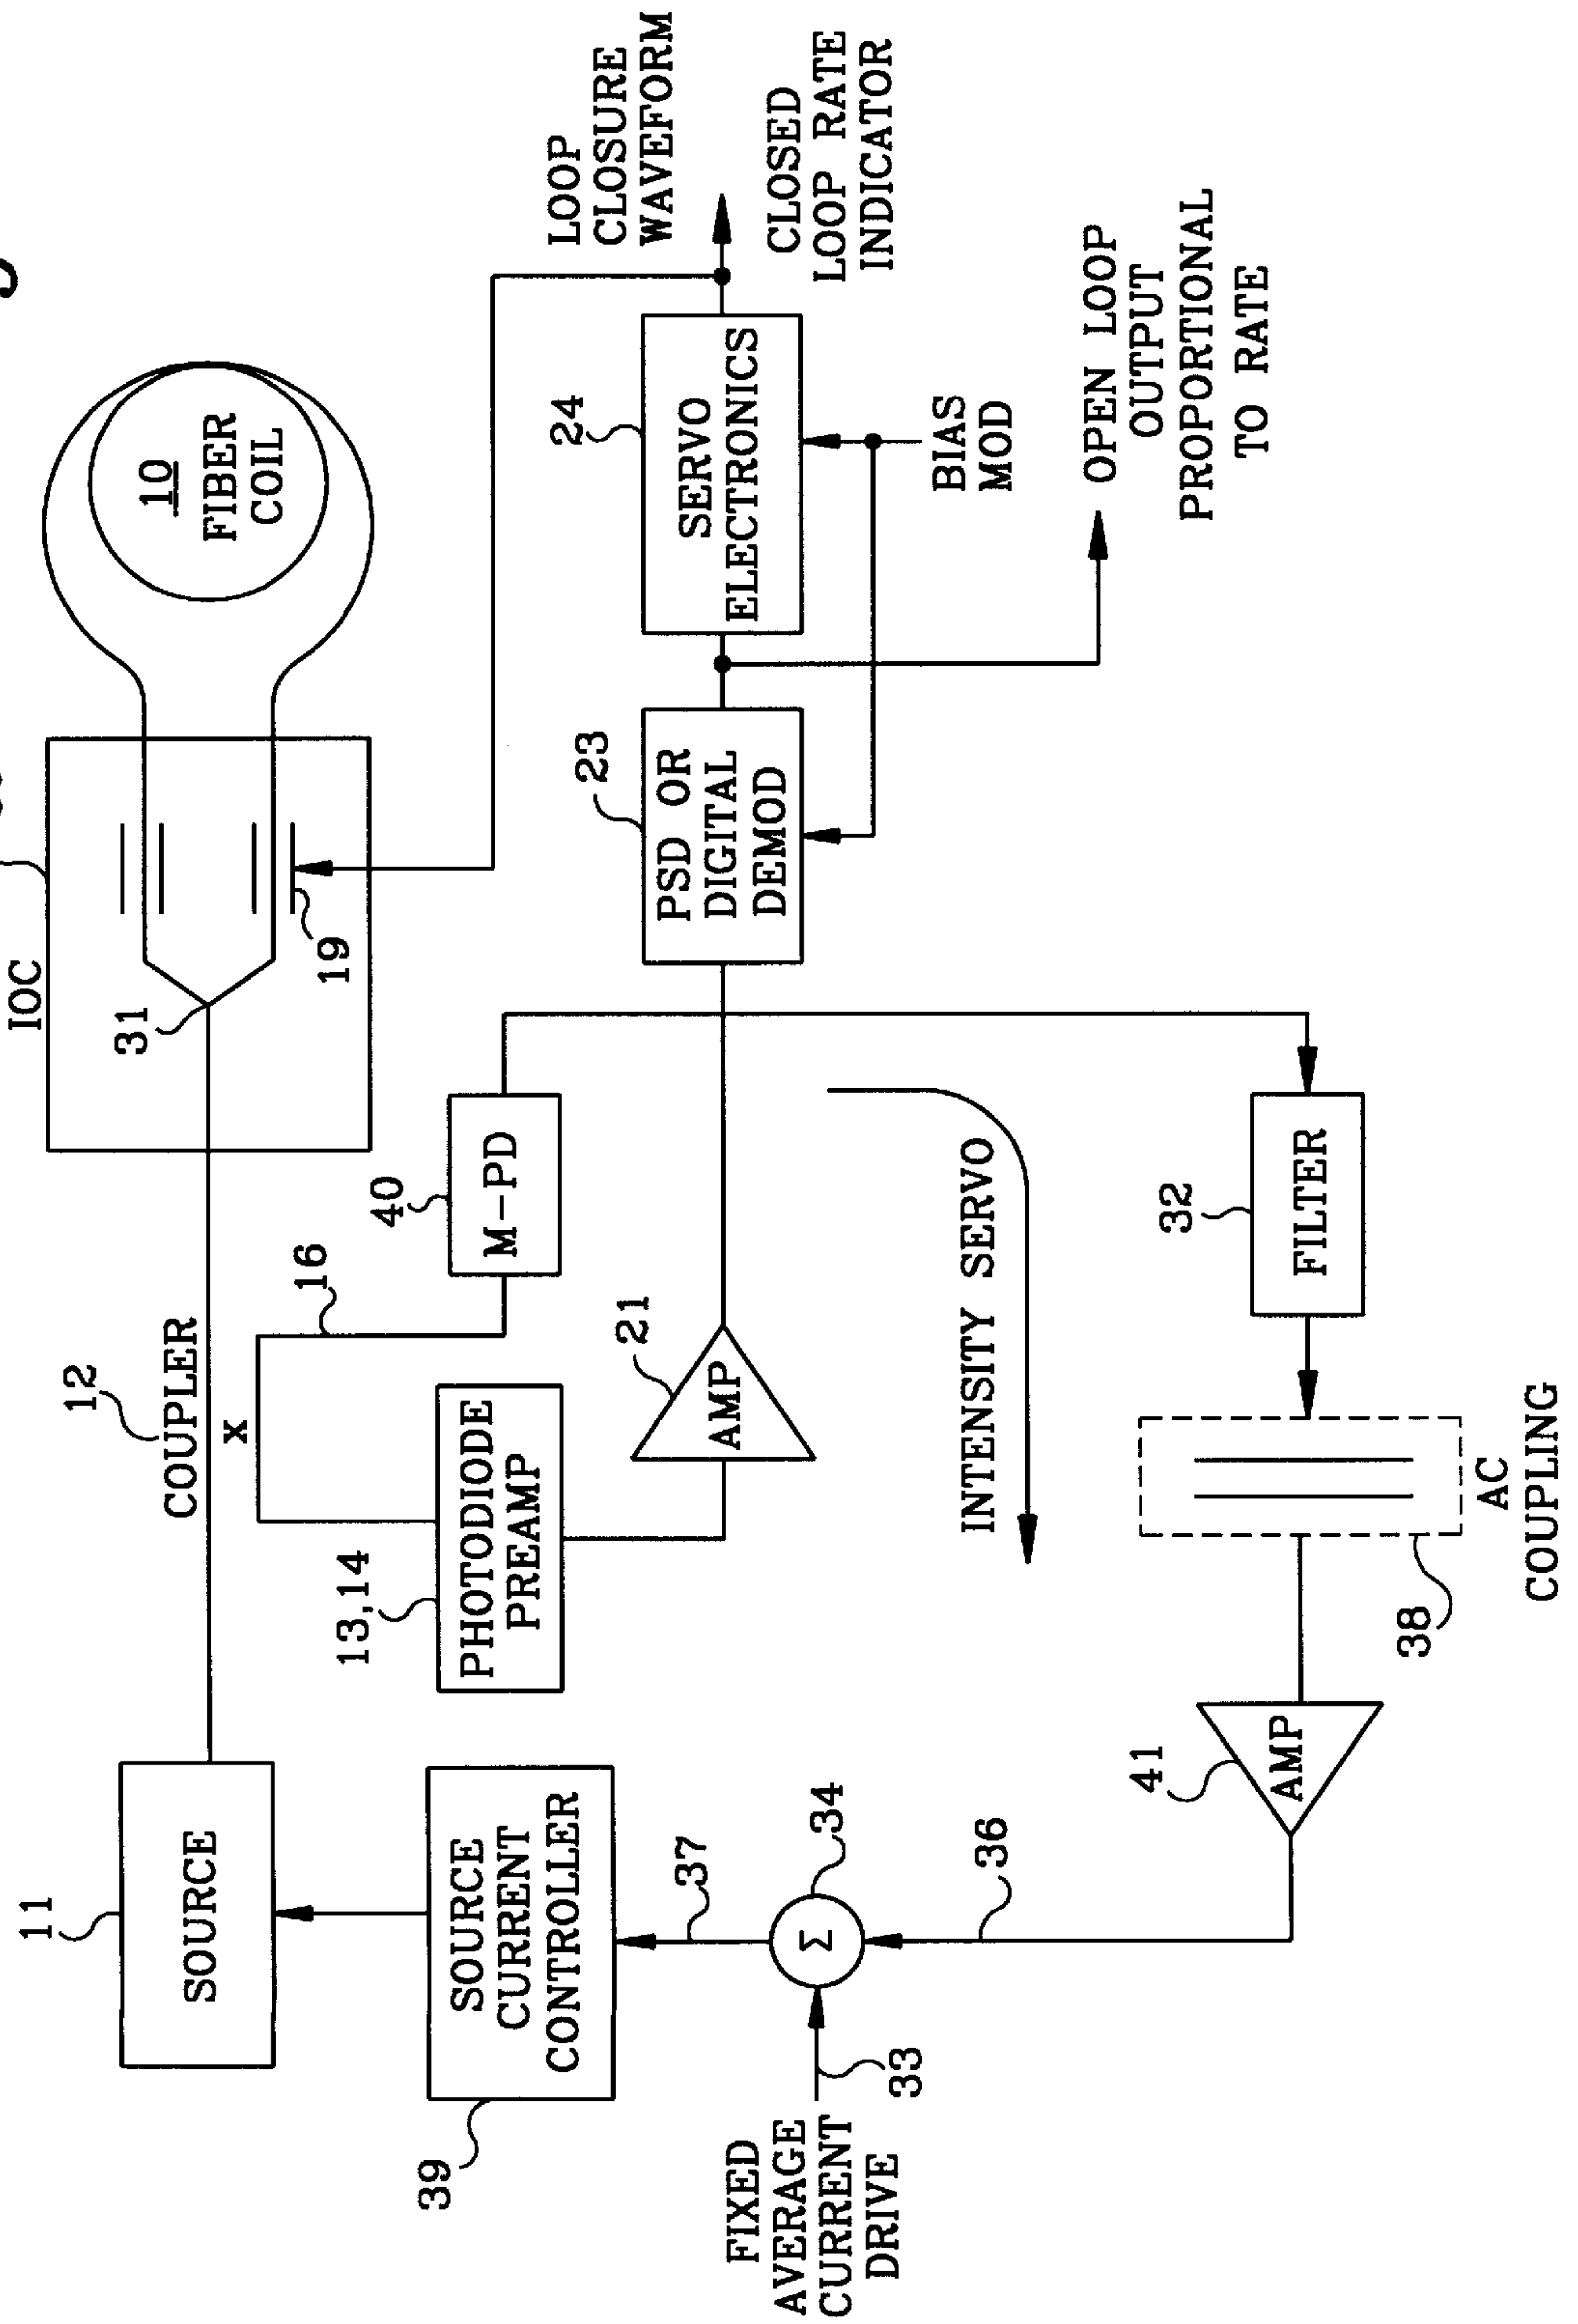 IOC
31
19
10
FIBER
COIL
12
COUPLER
X
16
40
M-PD
11
SOURCE
13,14
PHOTODIODE
PREAMP
21
AMP
23
PSD OR
DIGITAL
DEMOD
24
SERVO
ELECTRONICS
LOOP
CLOSURE
WAVEFORM
CLOSED
LOOP RATE
INDICATOR
BIAS
MOD
OPEN LOOP
OUTPUT
PROPORTIONAL
TO RATE
39
SOURCE
CURRENT
CONTROLLER
37
34
Σ
33
FIXED
AVERAGE
CURRENT
DRIVE
36
INTENSITY SERVO
41
AMP
38
AC
COUPLING
32
FILTER